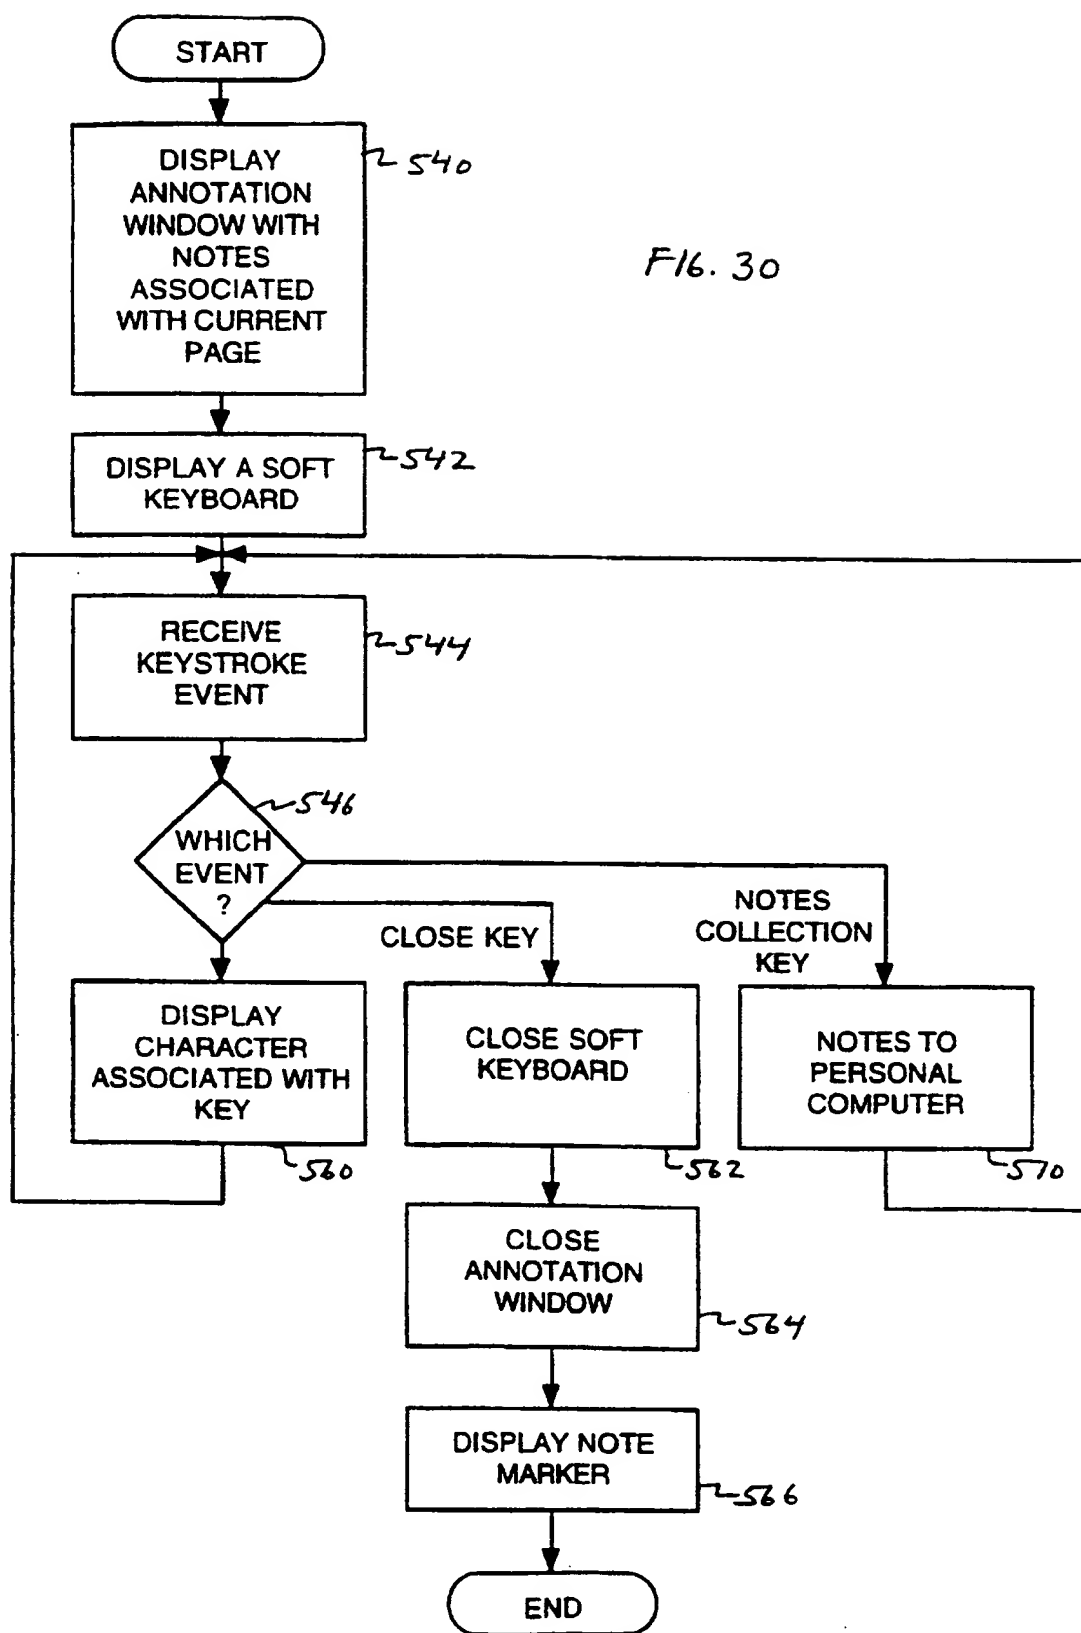 START
DISPLAY
ANNOTATION
WINDOW WITH
NOTES
ASSOCIATED
WITH CURRENT
PAGE
540
FIG. 30
DISPLAY A SOFT
KEYBOARD
542
RECEIVE
KEYSTROKE
EVENT
544
WHICH
EVENT
?
546
CLOSE KEY
NOTES
COLLECTION
KEY
DISPLAY
CHARACTER
ASSOCIATED WITH
KEY
560
CLOSE SOFT
KEYBOARD
562
NOTES TO
PERSONAL
COMPUTER
570
CLOSE
ANNOTATION
WINDOW
564
DISPLAY NOTE
MARKER
566
END